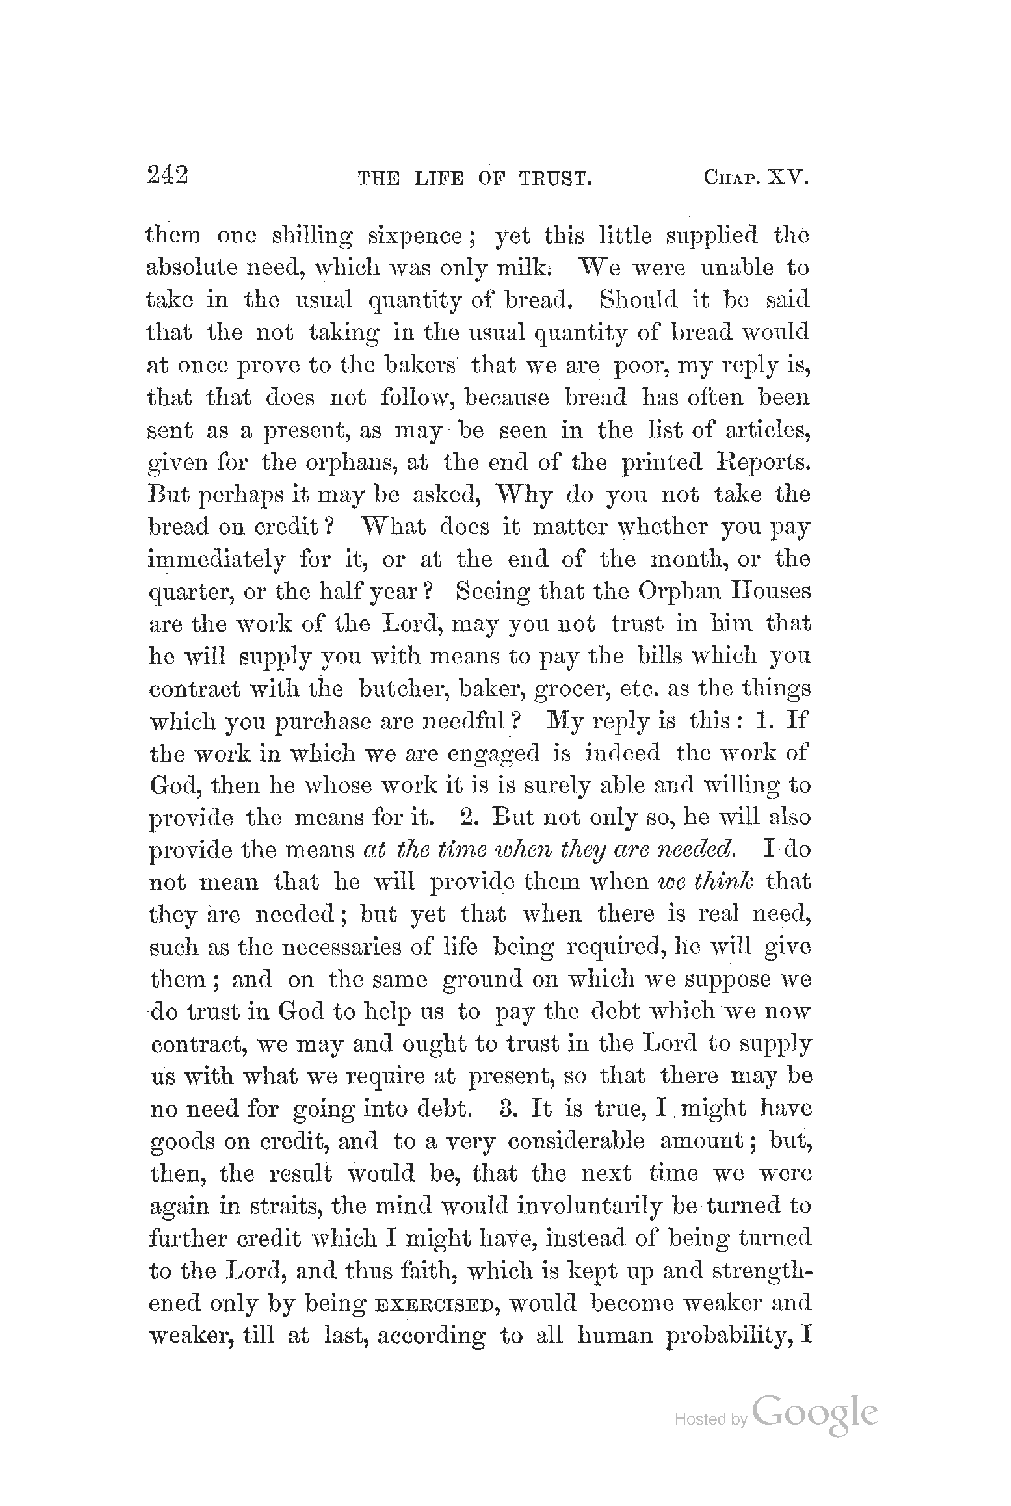 242 THE LIFE OF TRUST. CHAP. XV.
them one shilling sixpence; yet this little supplied the
absolute need, which was only milk. We were unable to
take in the usual quantity of bread. Should it be said
that the not taking in the usual quantity of bread would
at once prove to the bakers that we are poor, my reply is,
that that does not follow, because bread has often been
sent as a present, as may be seen in the list of articles,
given for the orphans, at the end of the printed Reports.
But perhaps it may be asked, Why do you not take the
bread on credit? What does it matter whether you pay
immediately for it, or at the end of the month, or the
quarter, or the half year? Seeing that the Orphan Houses
are the work of the Lord, may you not trust in him that
he will supply you with means to pay the bills which you
contract with the butcher, baker, grocer, etc. as the things
which you purchase are needful? My reply is this: 1. If
the work in which we are engaged is indeed the work of
God, then he whose work it is is surely able and willing to
provide the means for it. 2. But not only so, he will also
provide the means at the time when they are needed. I do
not mean that he will provide them when we think that
they are needed; but yet that when there is real need,
such as the necessaries of life being required, he will give
them; and on the same ground on which we suppose we
do trust in God to help us to pay the debt which we now
contract, we may and ought to trust in the Lord to supply
us with what we require at present, so that there may be
no need for going into debt. 3. It is true, I might have
goods on credit, and to a very considerable amount; but,
then, the result would be, that the next time we were
again in straits, the mind would involuntarily be turned to
further credit which I might have, instead of being turned
to the Lord, and thus faith, which is kept up and strength-
ened only by being EXERCISED, would become weaker and
weaker, till at last, according to all human probability, I
Hosted by Google